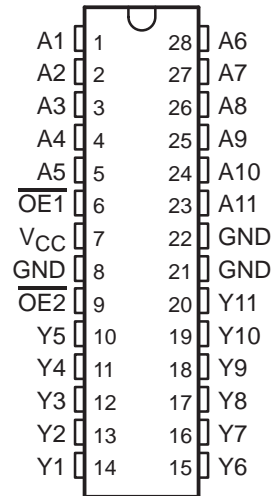 A1 1 28 A6
A2 2 27 A7
A3 3 26 A8
A4 4 25 A9
A5 5 24 A10
OE1 6 23 A11
VCC 7 22 GND
GND 8 21 GND
OE2 9 20 Y11
Y5 10 19 Y10
Y4 11 18 Y9
Y3 12 17 Y8
Y2 13 16 Y7
Y1 14 15 Y6